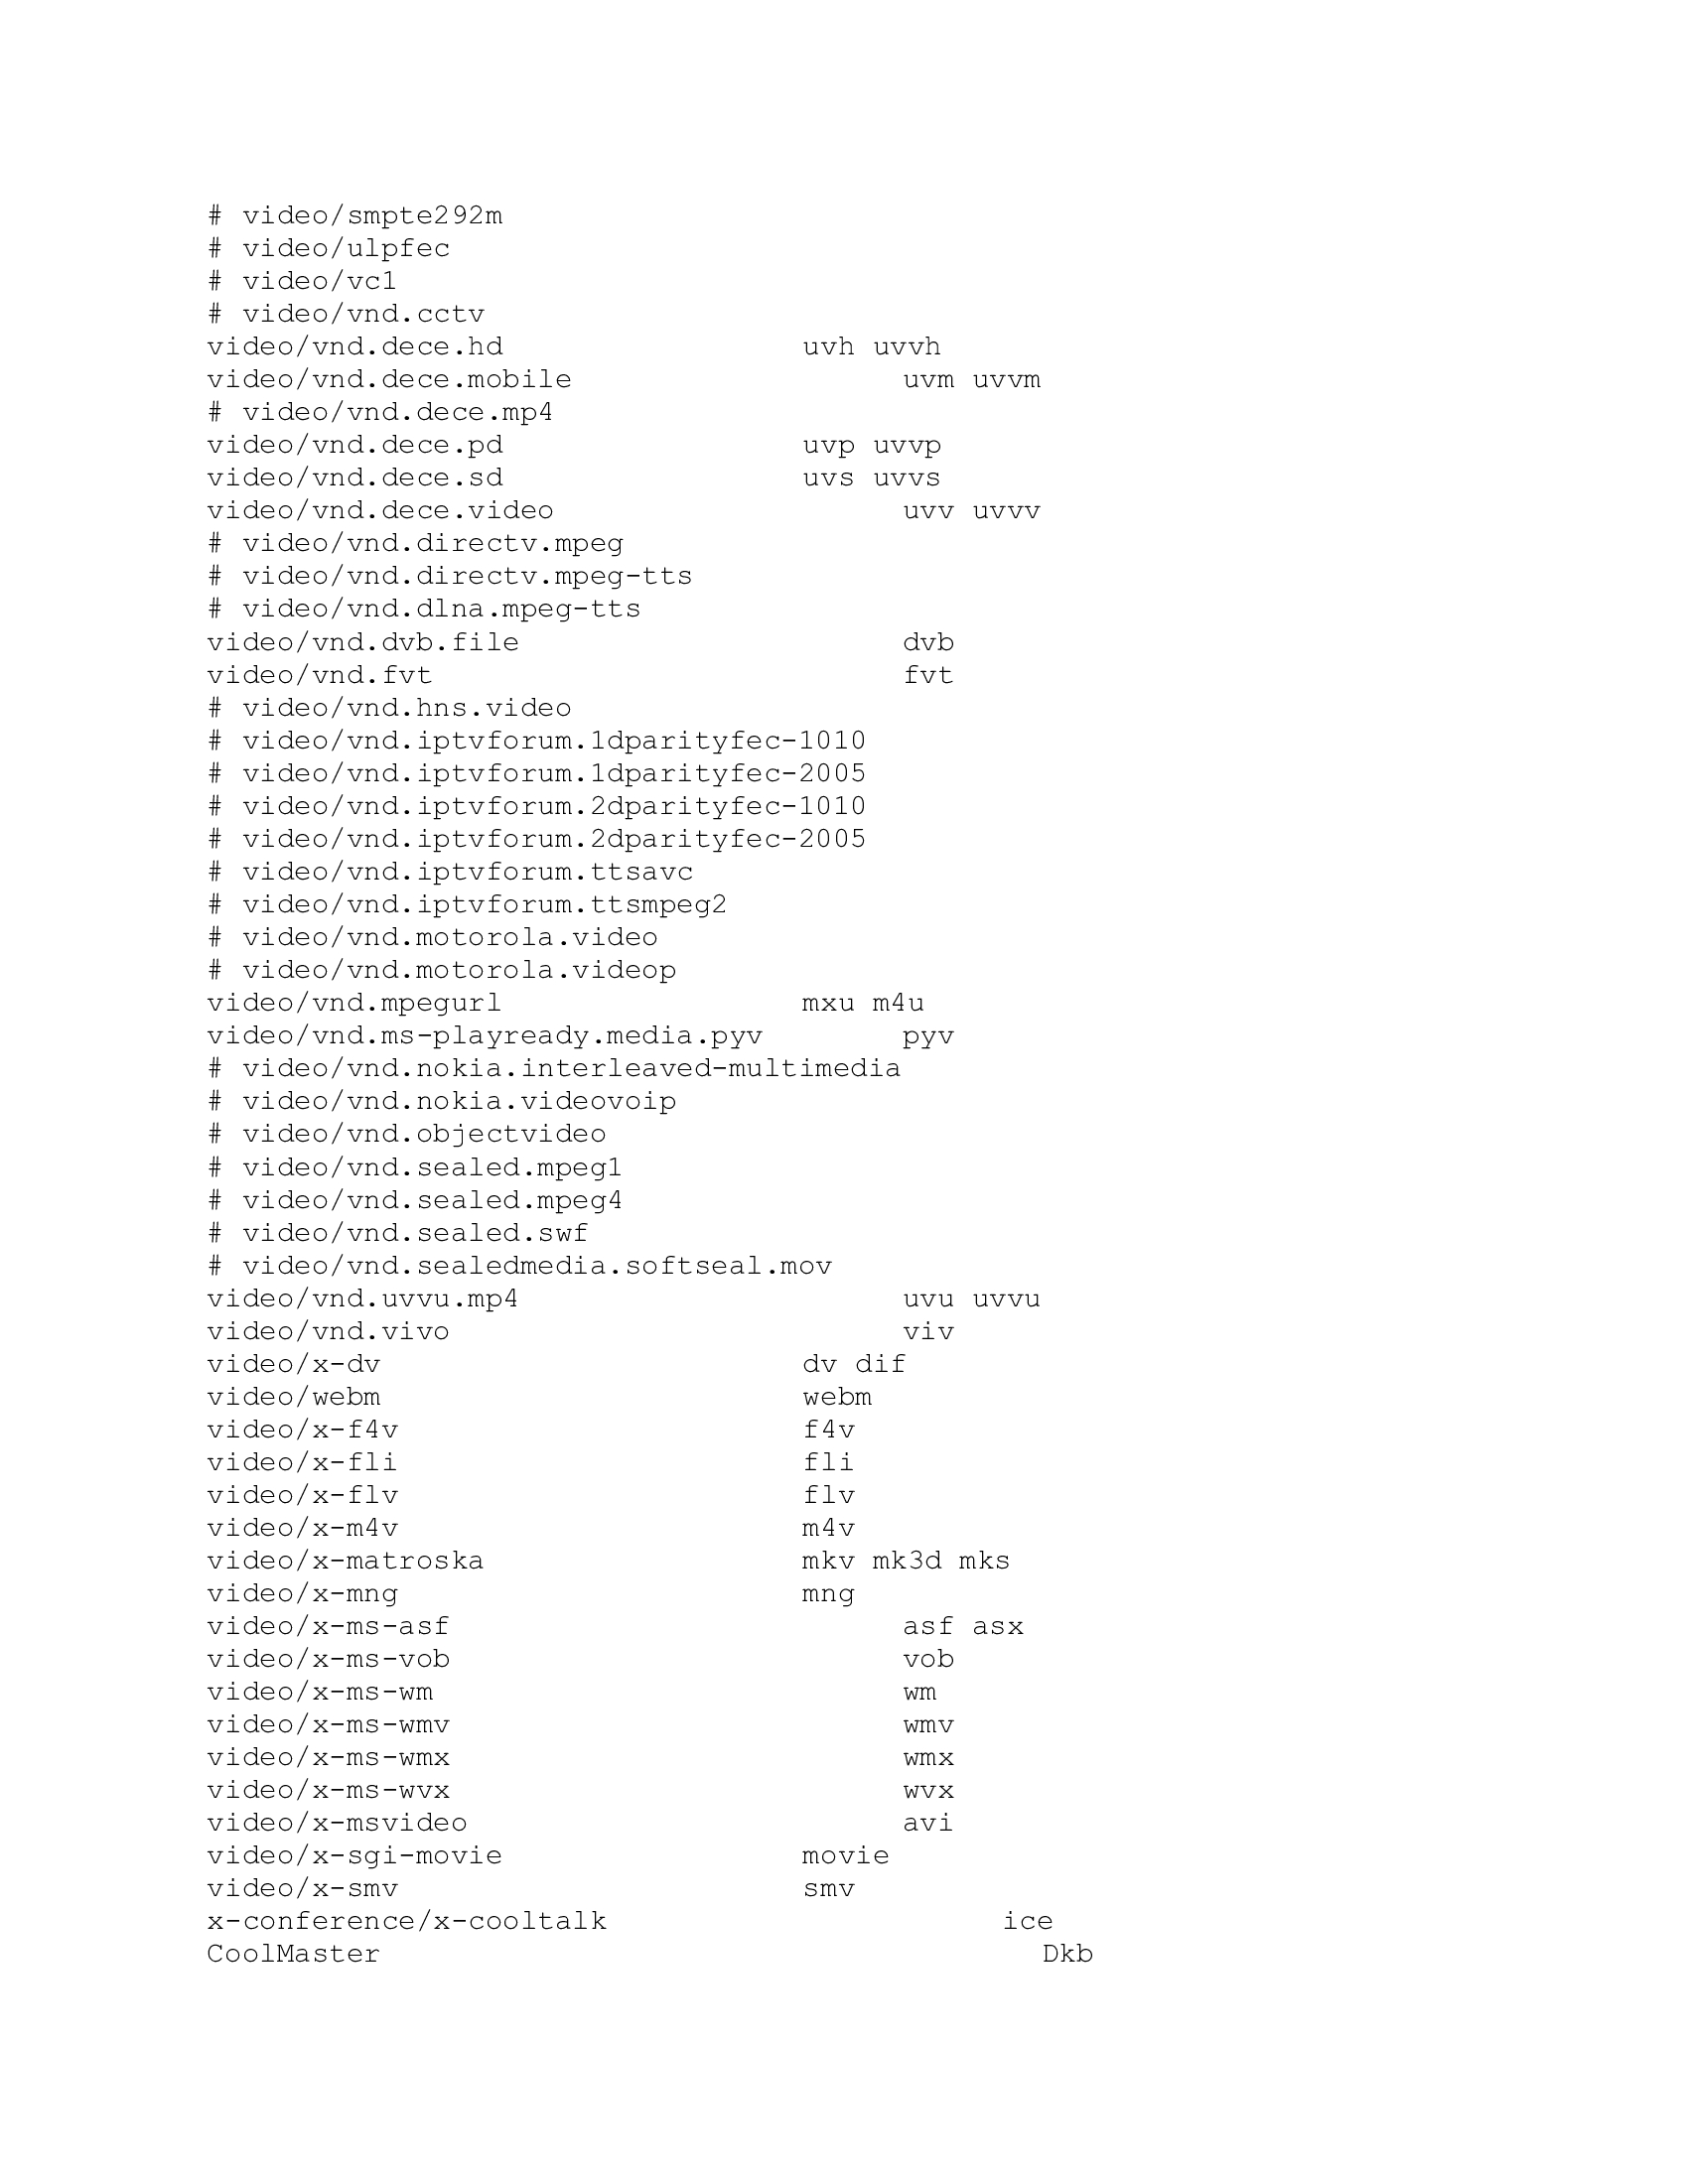 # video/smpte292m
# video/ulpfec
# video/vc1
# video/vnd.cctv
video/vnd.dece.hd uvh uvvh
video/vnd.dece.mobile uvm uvvm
# video/vnd.dece.mp4
video/vnd.dece.pd uvp uvvp
video/vnd.dece.sd uvs uvvs
video/vnd.dece.video uvv uvvv
# video/vnd.directv.mpeg
# video/vnd.directv.mpeg-tts
# video/vnd.dlna.mpeg-tts
video/vnd.dvb.file dvb
video/vnd.fvt fvt
# video/vnd.hns.video
# video/vnd.iptvforum.1dparityfec-1010
# video/vnd.iptvforum.1dparityfec-2005
# video/vnd.iptvforum.2dparityfec-1010
# video/vnd.iptvforum.2dparityfec-2005
# video/vnd.iptvforum.ttsavc
# video/vnd.iptvforum.ttsmpeg2
# video/vnd.motorola.video
# video/vnd.motorola.videop
video/vnd.mpegurl mxu m4u
video/vnd.ms-playready.media.pyv pyv
# video/vnd.nokia.interleaved-multimedia
# video/vnd.nokia.videovoip
# video/vnd.objectvideo
# video/vnd.sealed.mpeg1
# video/vnd.sealed.mpeg4
# video/vnd.sealed.swf
# video/vnd.sealedmedia.softseal.mov
video/vnd.uvvu.mp4 uvu uvvu
video/vnd.vivo viv
video/x-dv dv dif
video/webm webm
video/x-f4v f4v
video/x-fli fli
video/x-flv flv
video/x-m4v m4v
video/x-matroska mkv mk3d mks
video/x-mng mng
video/x-ms-asf asf asx
video/x-ms-vob vob
video/x-ms-wm wm
video/x-ms-wmv wmv
video/x-ms-wmx wmx
video/x-ms-wvx wvx
video/x-msvideo avi
video/x-sgi-movie movie
video/x-smv smv
x-conference/x-cooltalk ice
CoolMaster Dkb